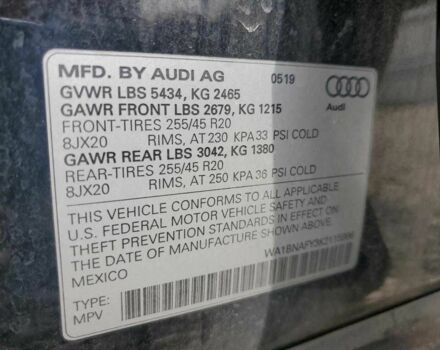 MFD. BY AUDI AG 0519
GVWR LBS 5434, KG 2465
GAWR FRONT LBS 2679, KG 1215
FRONT-TIRES 255/45 R20
8JX20 RIMS, AT 230 KPA 33 PSI COLD
GAWR REAR LBS 3042, KG 1380
REAR-TIRES 255/45 R20
8JX20 RIMS, AT 250 KPA 36 PSI COLD
Audi
THIS VEHICLE CONFORMS TO ALL APPLICABLE
U.S. FEDERAL MOTOR VEHICLE SAFETY AND
THEFT PREVENTION STANDARDS IN EFFECT ON
THE DATE OF MANUFACTURE SHOWN ABOVE
MEXICO
TYPE:
MPV